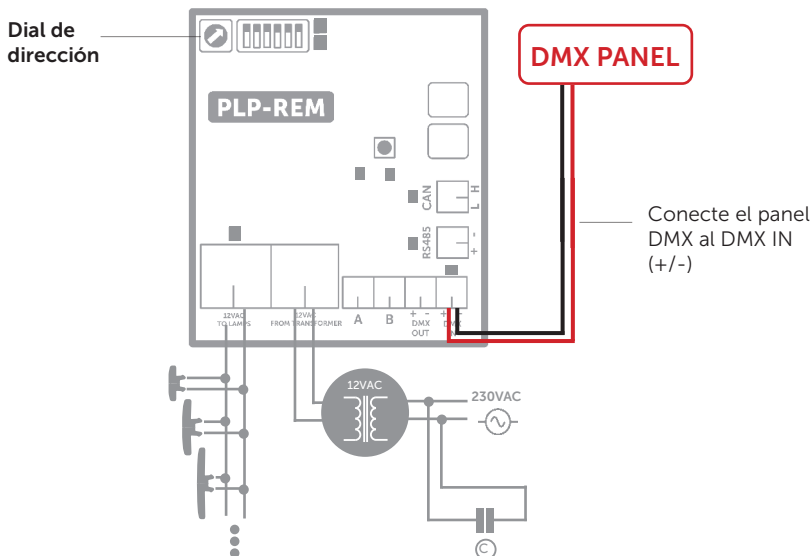 Dial de
dirección
DMX PANEL
PLP-REM
CAN
H
L
RS485
-
+
Conecte el panel
DMX al DMX IN
(+/-)
12VAC
TO LAMPS
12VAC
FROM TRANSFORMER
A
B
+ -
DMX
OUT
+ -
DMX
IN
12VAC
230VAC
C